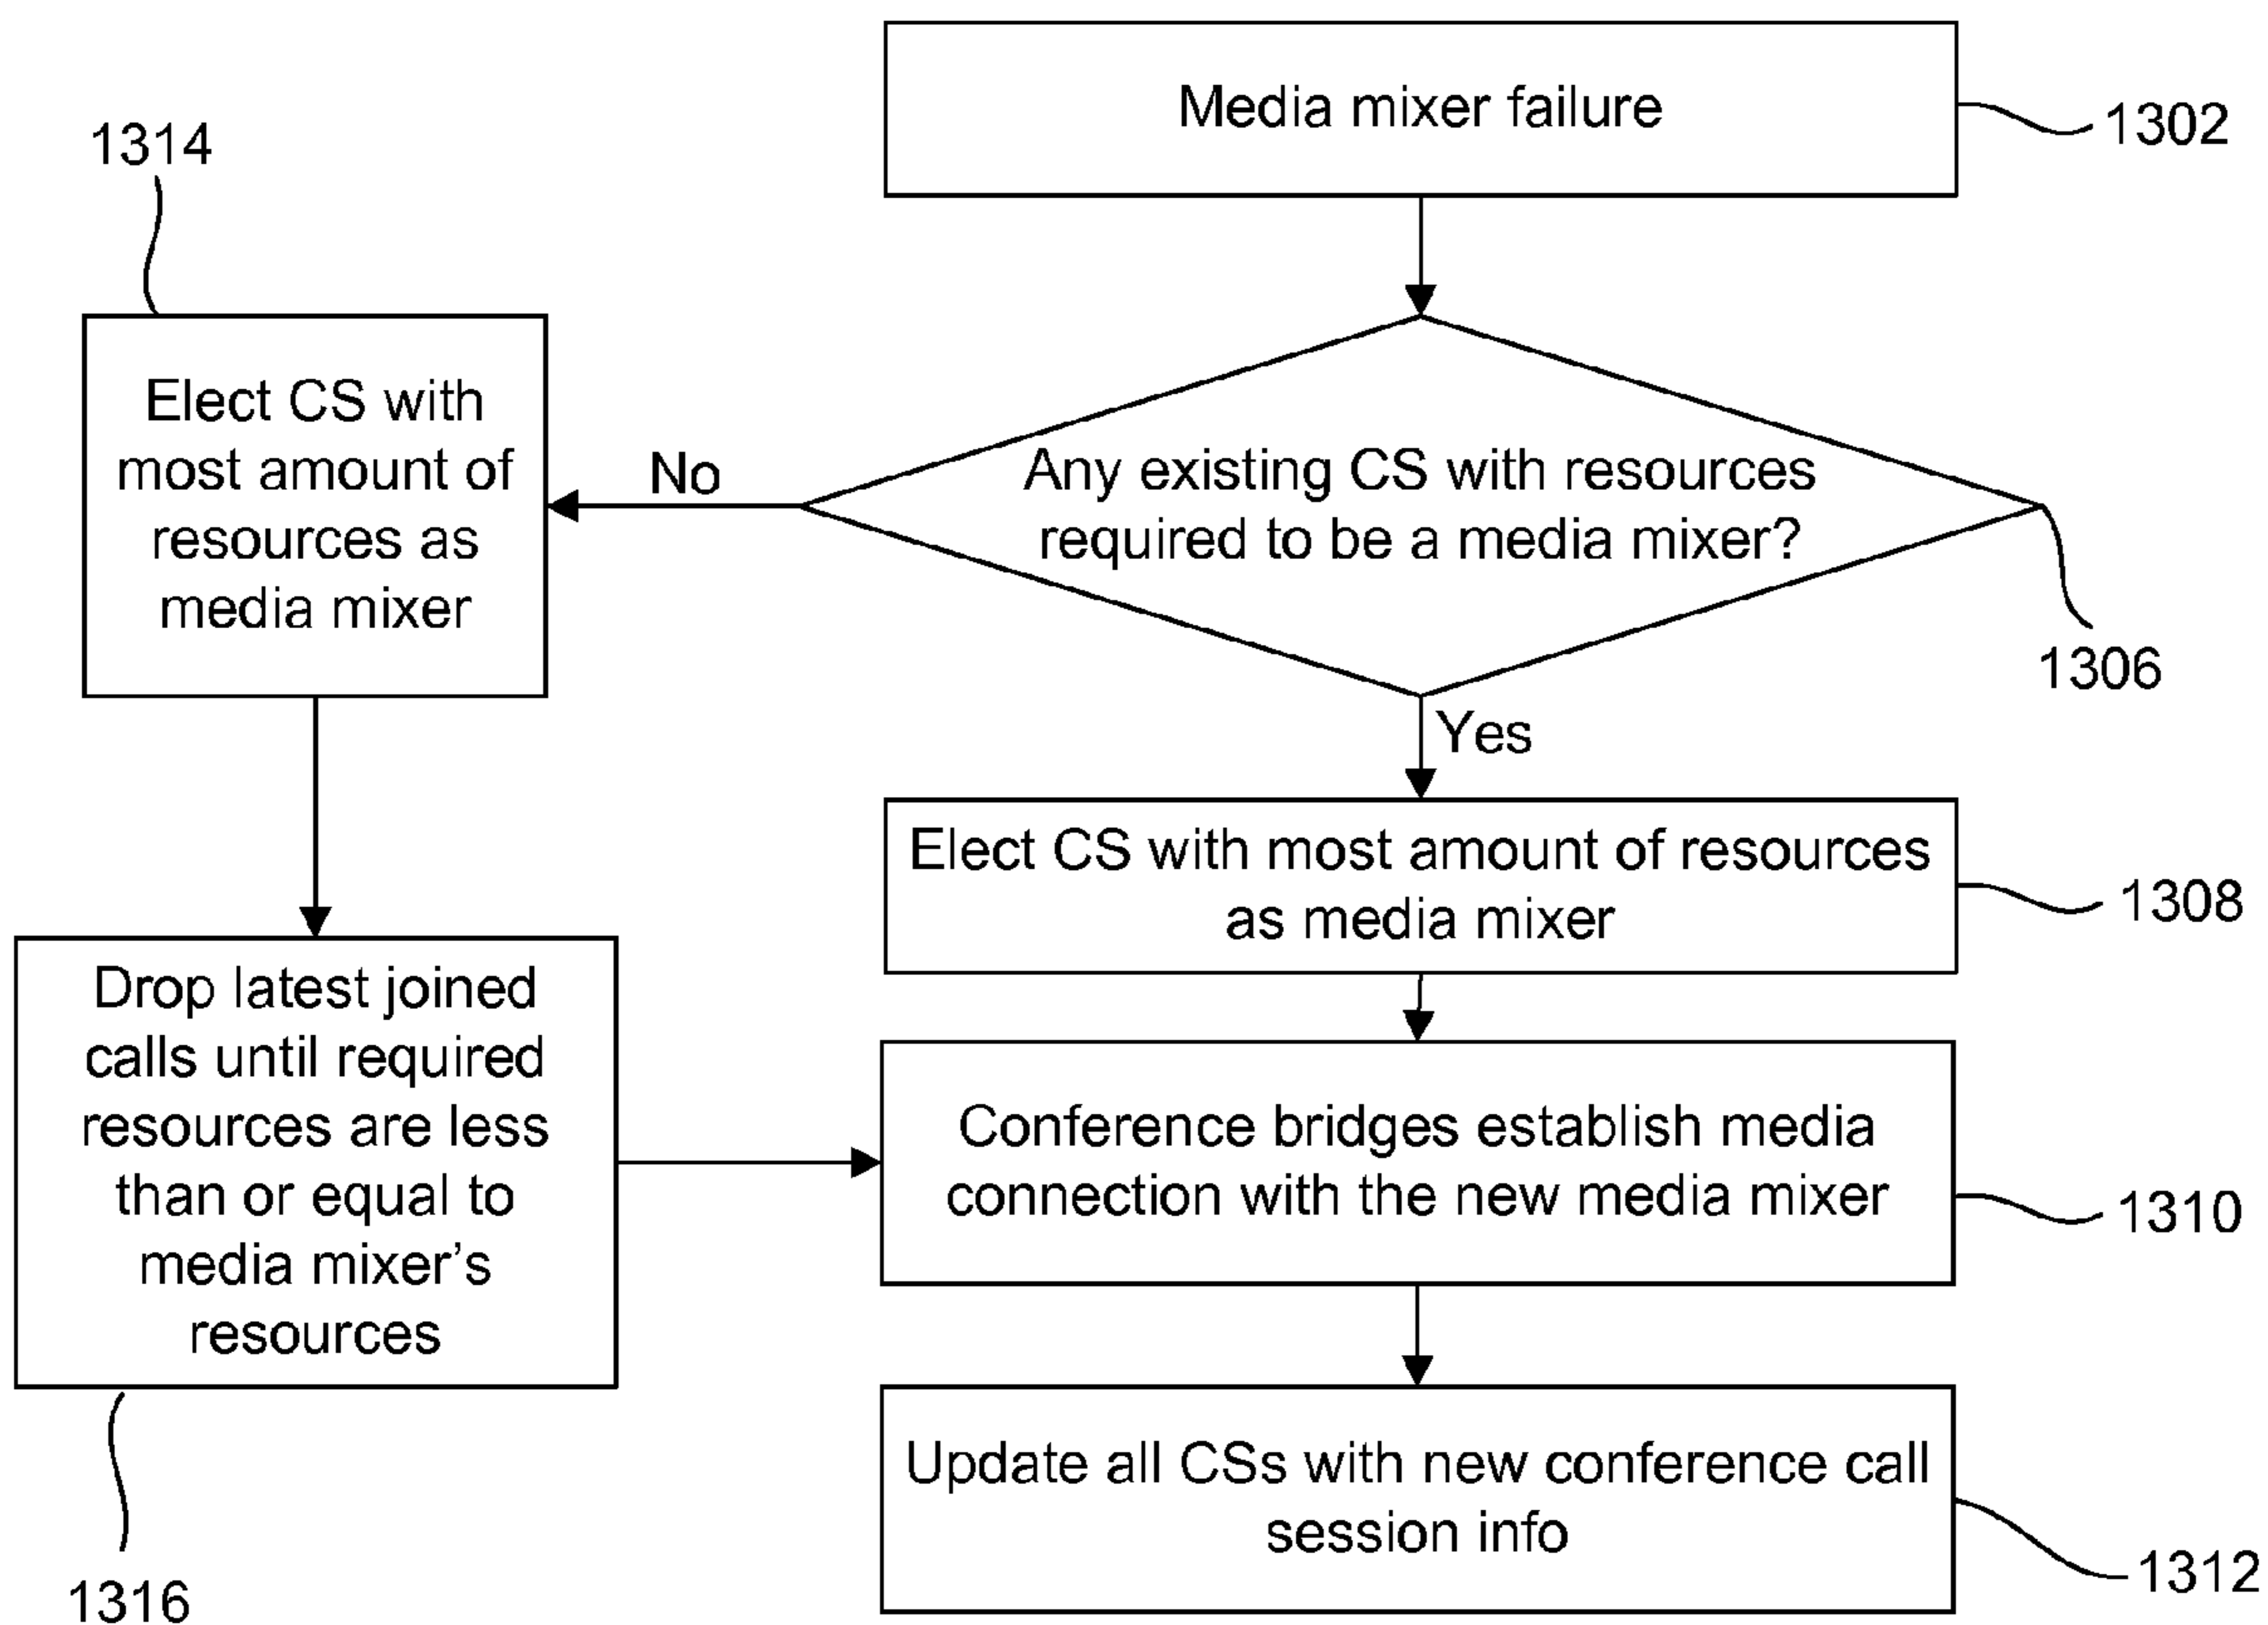 Media mixer failure
1302
1314
Any existing CS with resources
required to be a media mixer?
1306
No
Elect CS with
most amount of
resources as
media mixer
Yes
Elect CS with most amount of resources
as media mixer
1308
Drop latest joined
calls until required
resources are less
than or equal to
media mixer’s
resources
1316
Conference bridges establish media
connection with the new media mixer
1310
Update all CSs with new conference call
session info
1312